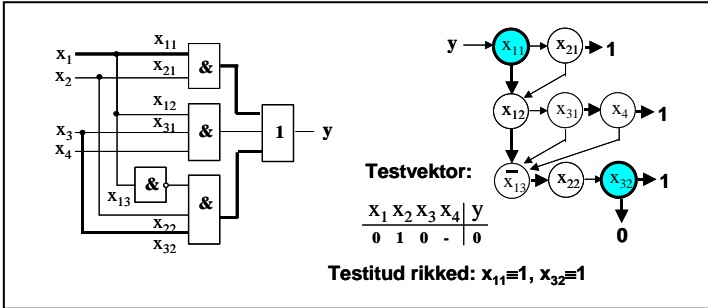 x₁
x₂
x₃
x₄
x₁₁
x₂₁
x₁₂
x₃₁
x₁₃
x₂₂
x₃₂
&
&
&
&
1
y
y
x₁₁
x₂₁
1
x₁₂
x₃₁
x₄
1
x̅₁₃
x₂₂
x₃₂
1
0
Testvektor:
x₁ x₂ x₃ x₄ y
0 1 0 - 0
Testitud rikked: x₁₁≡1, x₃₂≡1